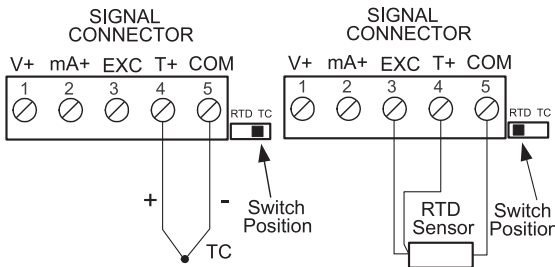 SIGNAL
CONNECTOR
V+ mA+ EXC T+ COM
1 2 3 4 5
RTD TC
+ -
Switch
Position
TC
SIGNAL
CONNECTOR
V+ mA+ EXC T+ COM
1 2 3 4 5
RTD TC
RTD
Sensor
Switch
Position